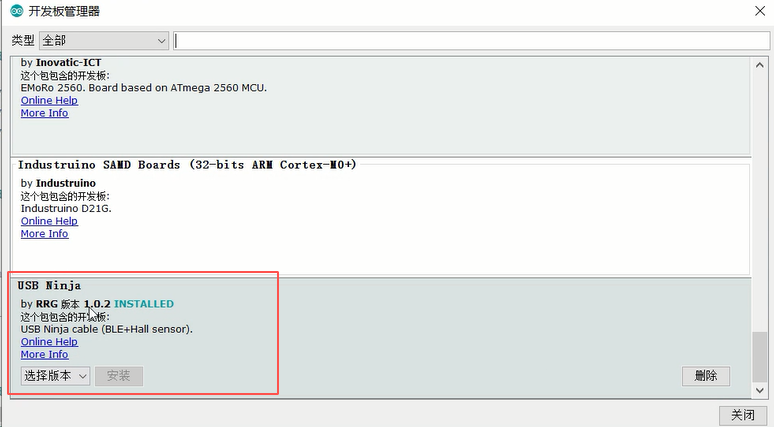 开发板管理器
类型 全部
by Inovatic-ICT
这个包包含的开发板：
EMoRo 2560. Board based on ATmega 2560 MCU.
Online Help
More Info
Industruino SAMD Boards (32-bits ARM Cortex-M0+)
by Industruino
这个包包含的开发板：
Industruino D21G.
Online Help
More Info
USB Ninja
by RRG 版本 1.0.2 INSTALLED
这个包包含的开发板：
USB Ninja cable (BLE+Hall sensor).
Online Help
More Info
选择版本 安装 删除
关闭